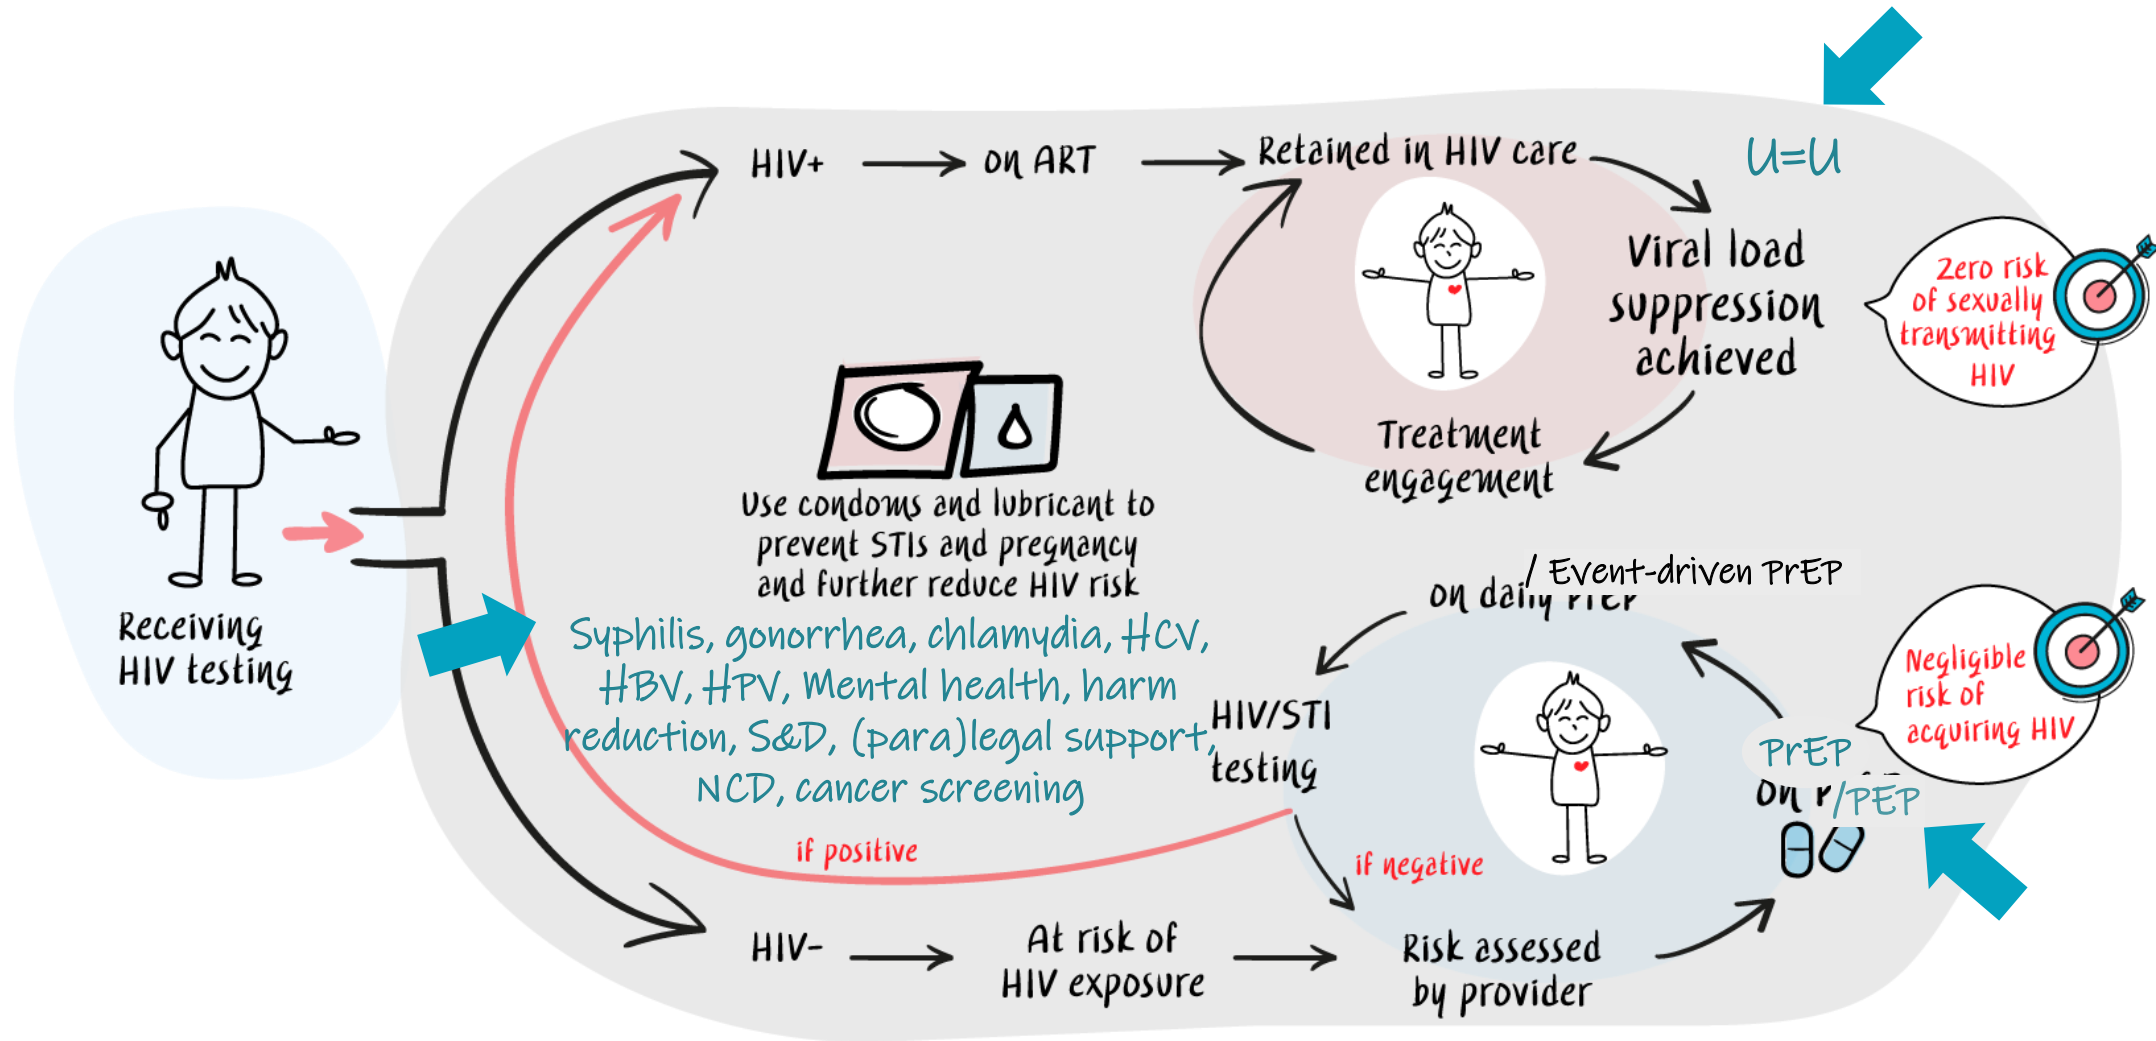 Receiving
HIV testing
HIV+
on ART
Retained in HIV care
U=U
Viral load
suppression
achieved
Zero risk
of sexually
transmitting
HIV
Treatment
engagement
Use condoms and lubricant to
prevent STIs and pregnancy
and further reduce HIV risk
Syphilis, gonorrhea, chlamydia, HCV,
HBV, HPV, Mental health, harm
reduction, S&D, (para)legal support,
NCD, cancer screening
if positive
HIV-
At risk of
HIV exposure
Risk assessed
by provider
if negative
HIV/STI
testing
/ Event-driven PrEP
on daily PrEP
PrEP
on
/PEP
Negligible
risk of
acquiring HIV